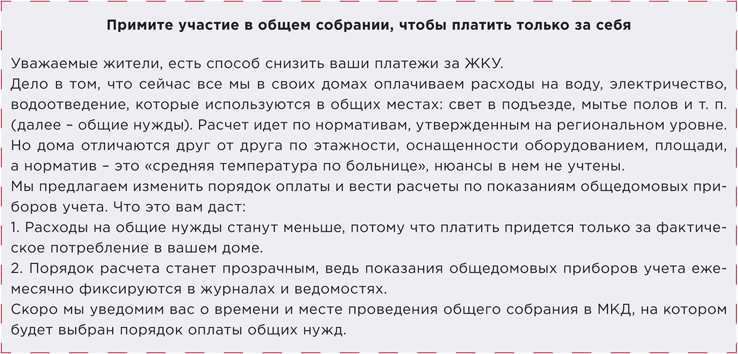 Примите участие в общем собрании, чтобы платить только за себя
Уважаемые жители, есть способ снизить ваши платежи за ЖКУ.
Дело в том, что сейчас все мы в своих домах оплачиваем расходы на воду, электричество,
водоотведение, которые используются в общих местах: свет в подъезде, мытье полов и т. п.
(далее – общие нужды). Расчет идет по нормативам, утвержденным на региональном уровне.
Но дома отличаются друг от друга по этажности, оснащенности оборудованием, площади,
а норматив – это «средняя температура по больнице», нюансы в нем не учтены.
Мы предлагаем изменить порядок оплаты и вести расчеты по показаниям общедомовых при-
боров учета. Что это вам даст:
1. Расходы на общие нужды станут меньше, потому что платить придется только за фактиче-
ское потребление в вашем доме.
2. Порядок расчета станет прозрачным, ведь показания общедомовых приборов учета еже-
месячно фиксируются в журналах и ведомостях.
Скоро мы уведомим вас о времени и месте проведения общего собрания в МКД, на котором
будет выбран порядок оплаты общих нужд.